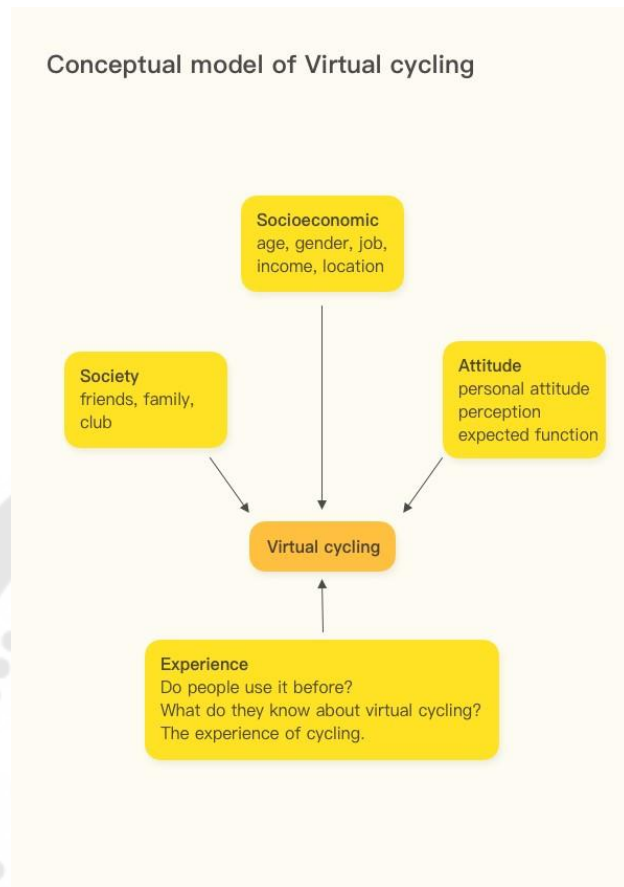 Conceptual model of Virtual cycling
Socioeconomic
age, gender, job,
income, location
Society
friends, family,
club
Attitude
personal attitude
perception
expected function
Virtual cycling
Experience
Do people use it before?
What do they know about virtual cycling?
The experience of cycling.